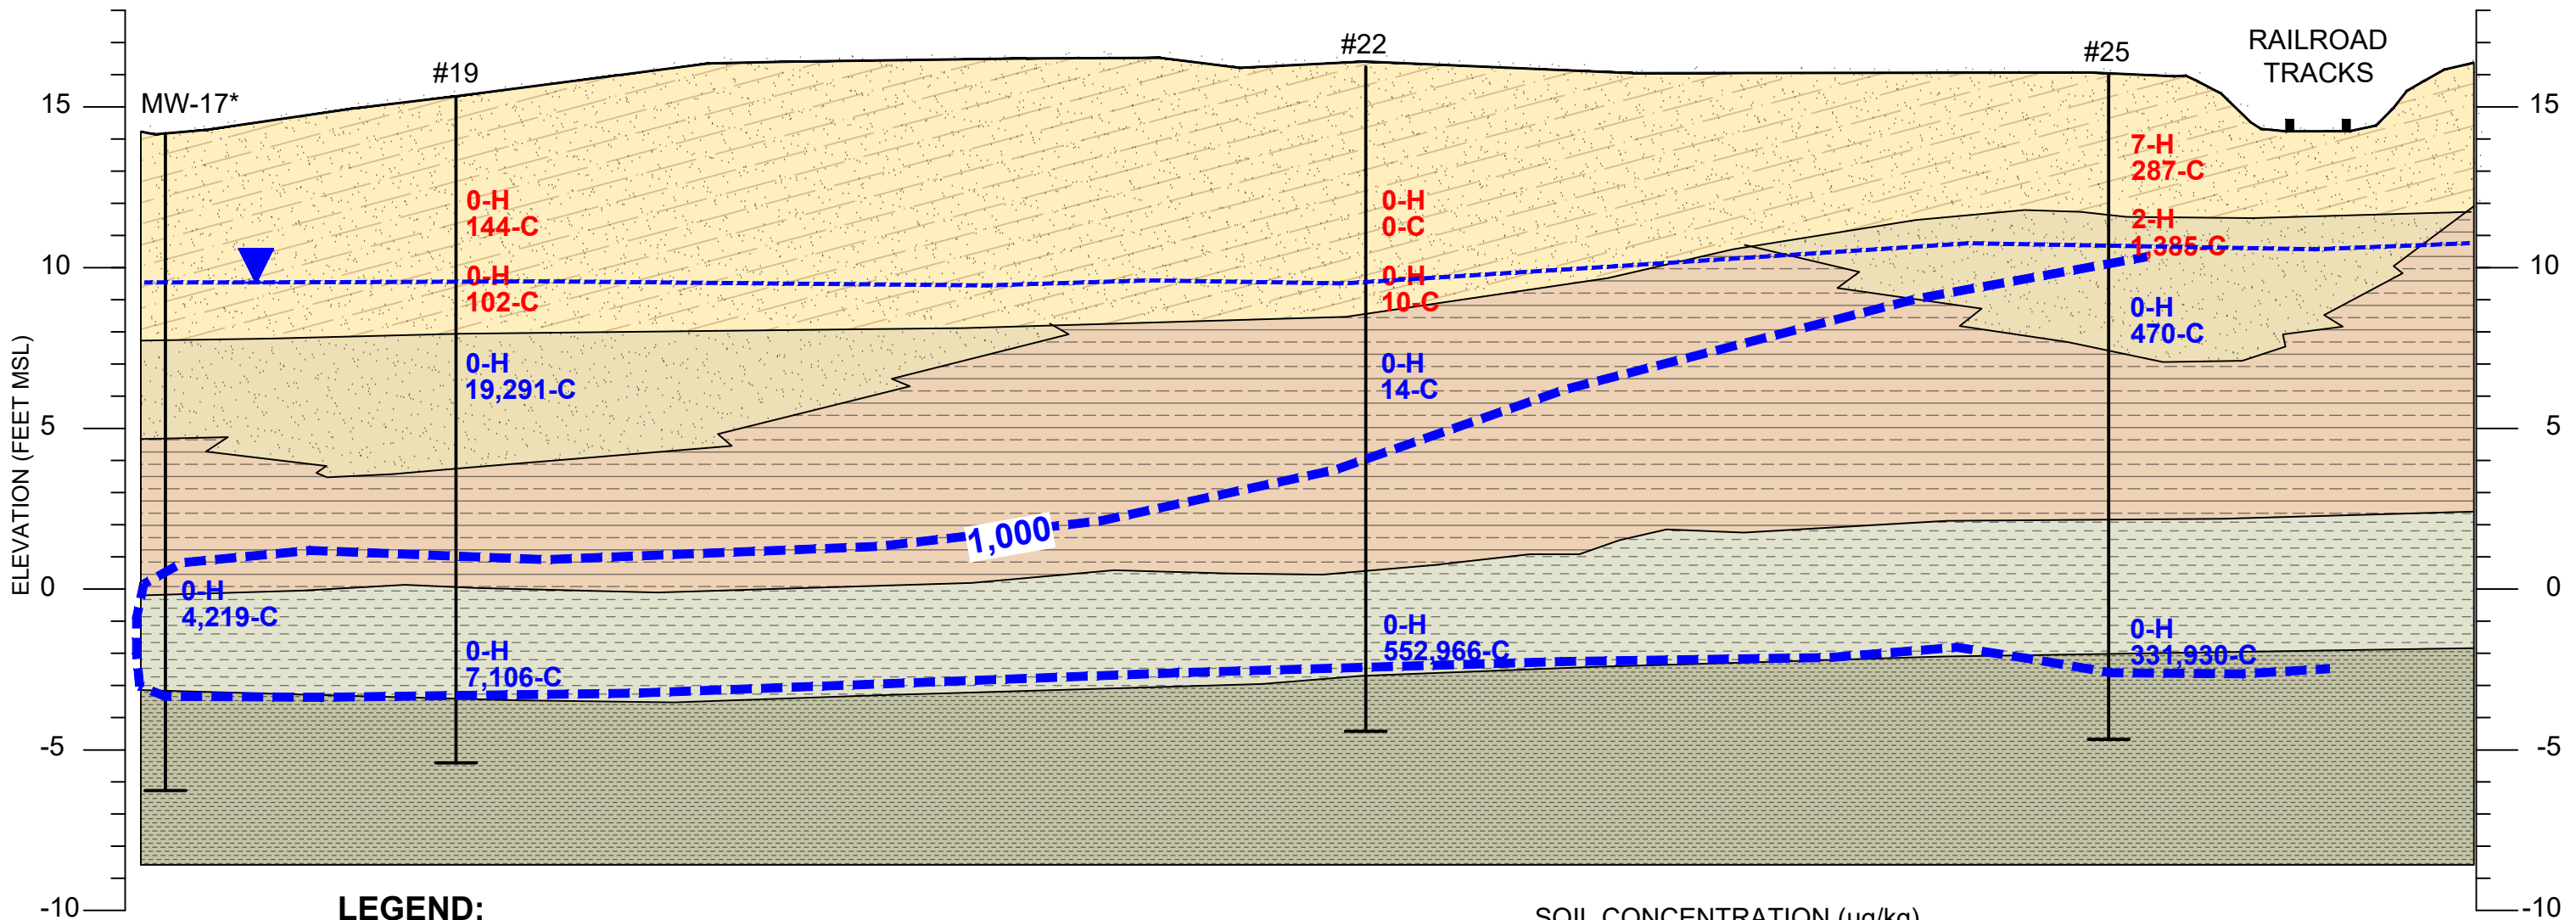 #22
#25
RAILROAD
TRACKS
#19
MW-17*
15
15
7-H
287-C
0-H
144-C
0-H
0-C
2-H
1,385-C
10
10
0-H
102-C
0-H
10-C
0-H
470-C
0-H
19,291-C
0-H
14-C
ELEVATION (FEET MSL)
5
5
1,000
0
0
0-H
4,219-C
0-H
7,106-C
0-H
552,966-C
0-H
331,930-C
-5
-5
-10
-10
LEGEND:
SOIL CONCENTRATION (ug/kg)